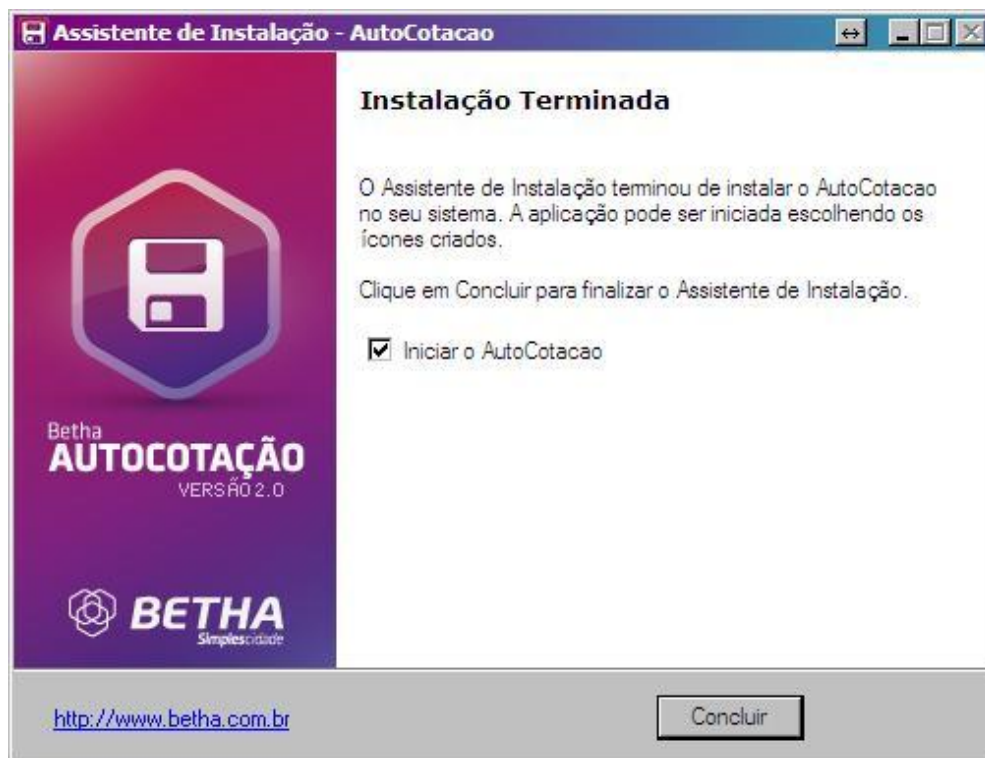 Assistente de Instalação - AutoCotacao
Instalação Terminada
O Assistente de Instalação terminou de instalar o AutoCotacao
no seu sistema. A aplicação pode ser iniciada escolhendo os
ícones criados.
Clique em Concluir para finalizar o Assistente de Instalação.
Iniciar o AutoCotacao
Betha
AUTOCOTAÇÃO
VERSÃO 2.0
BETHA
Simplescidade
http://www.betha.com.br
Concluir